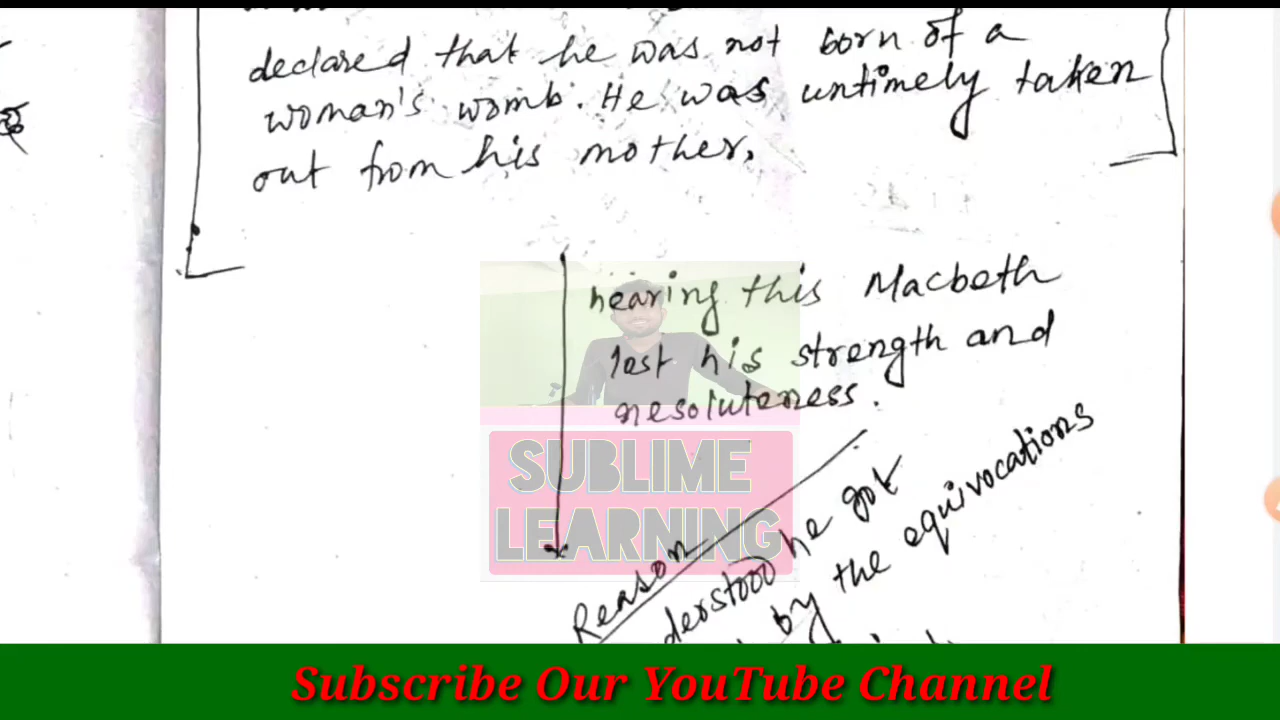 declared that he was not born of a
woman's womb. He was untimely taken
out from his mother.
hearing this Macbeth
lost his strength and
resoluteness.
Reason
derstood he got
by the equivocations
SUBLIME
LEARNING
Subscribe Our YouTube Channel